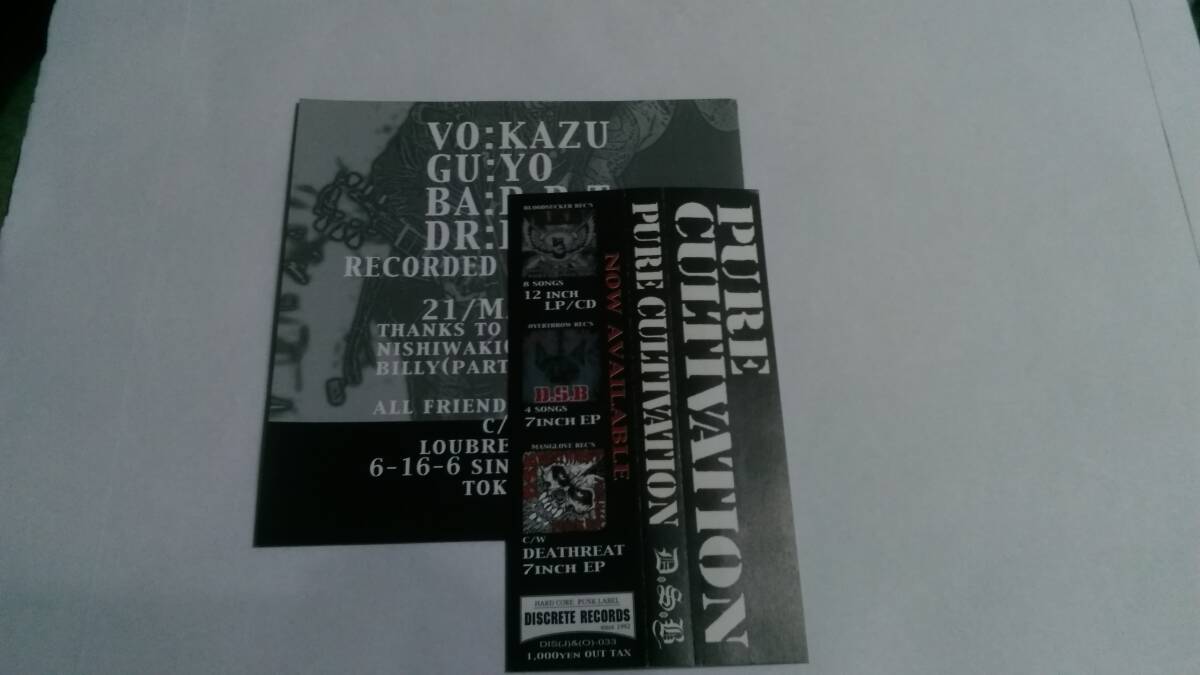 VO:KAZU
GU:YO
BA:
DR:
RECORDED
21/M
THANKS TO
NISHIWAKI
BILLY(PART
ALL FRIEND
C/
LOUBRE
6-16-6 SIN
TOK
BLOODSUCKER REC'S
8 SONGS
12 INCH
LP/CD
OVERTHROW REC'S
D.S.B
4 SONGS
7INCH EP
MANGLOVE REC'S
C/W
DEATHREAT
7INCH EP
NOW AVAILABLE
HARD CORE PUNK LABEL
DISCRETE RECORDS
SINCE 1992
DIS(J)&(O)-033
1,000YEN OUT TAX
PURE CULTIVATION D.S.B
PURE
CULTIVATION